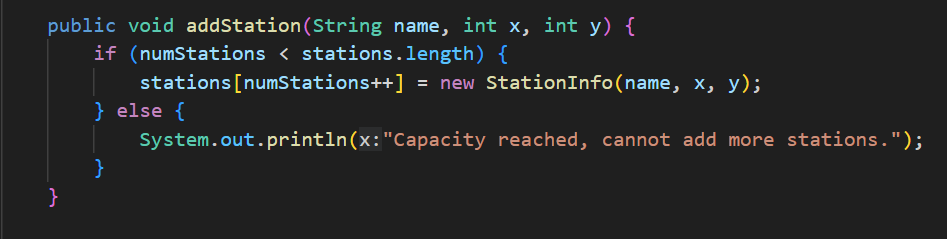 public void addStation(String name, int x, int y) {
    if (numStations < stations.length) {
        stations[numStations++] = new StationInfo(name, x, y);
    } else {
        System.out.println(x:"Capacity reached, cannot add more stations.");
    }
}